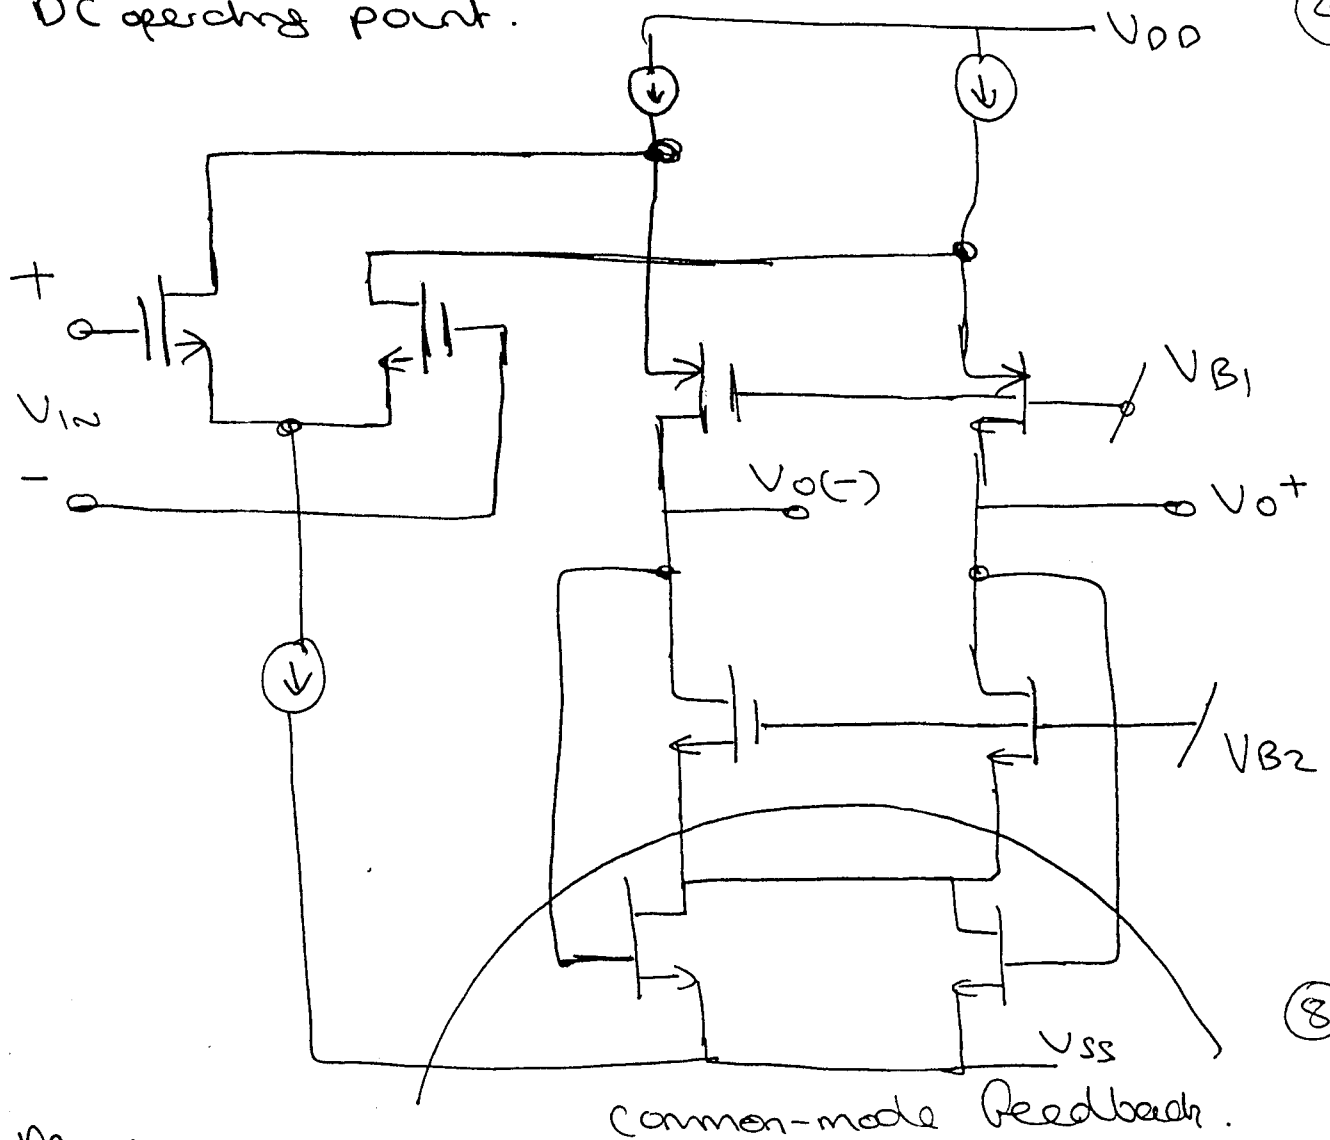 DC operating point.
VDD
+
VIN
-
VB1
VO(-)
VO+
VB2
VSS
8
common-mode feedback.